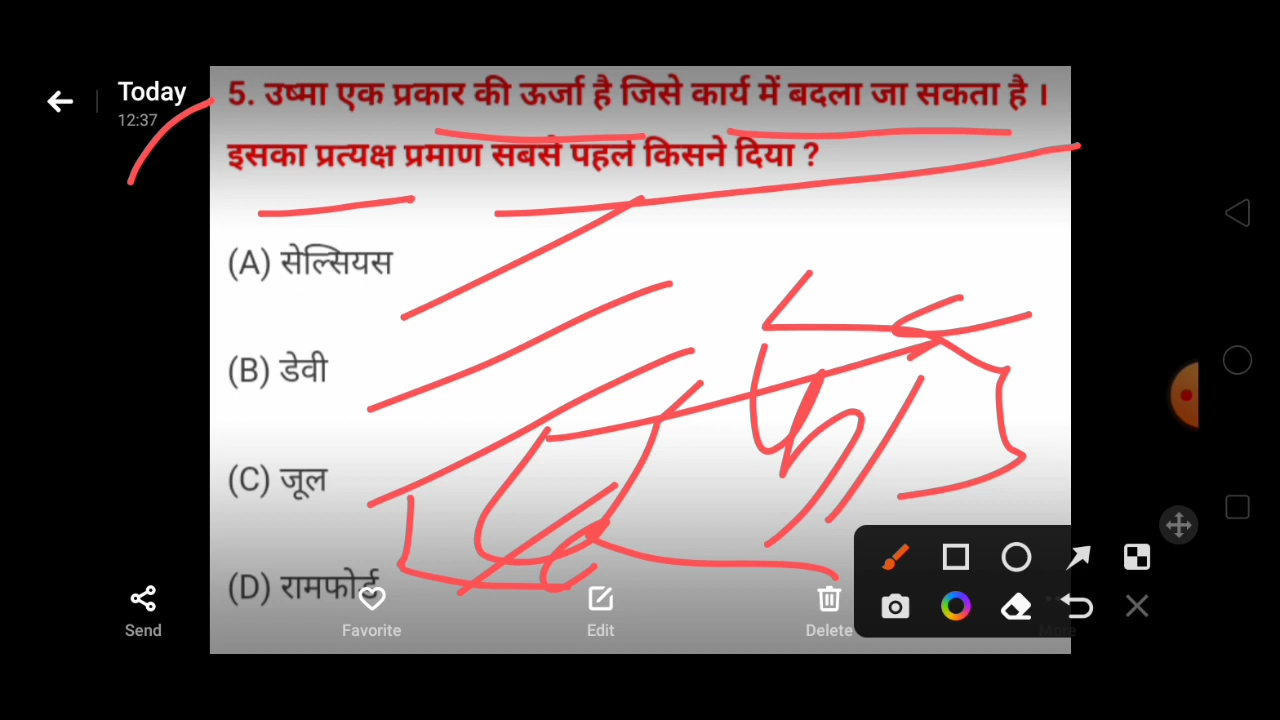 Today
12:37
5. उष्मा एक प्रकार की ऊर्जा है जिसे कार्य में बदला जा सकता है ।
इसका प्रत्यक्ष प्रमाण सबसे पहले किसने दिया ?
(A) सेल्सियस
(B) डेवी
(C) जूल
(D) रामफोर्ड
Send
Favorite
Edit
Delete
More